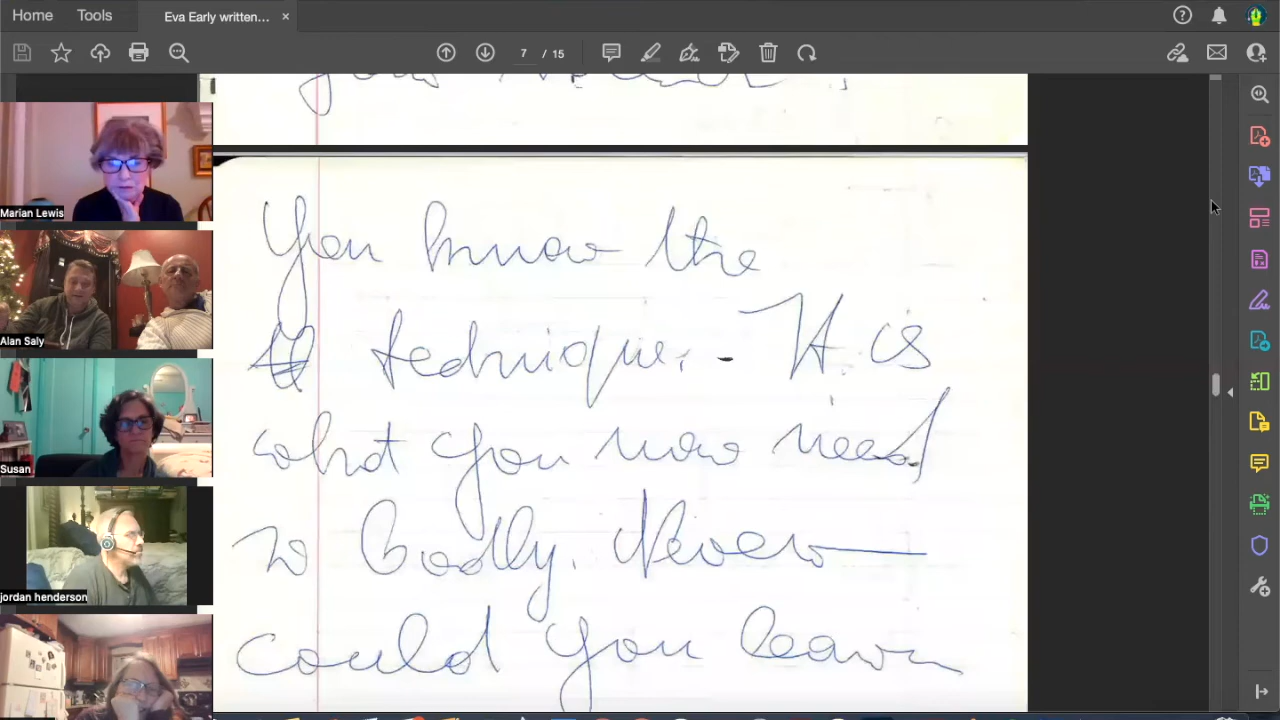 Home
Tools
Eva Early written...
7 / 15
You know the
technique. - It is
what you now need
so badly. Never
could you learn
Marian Lewis
Alan Saly
Susan
jordan henderson